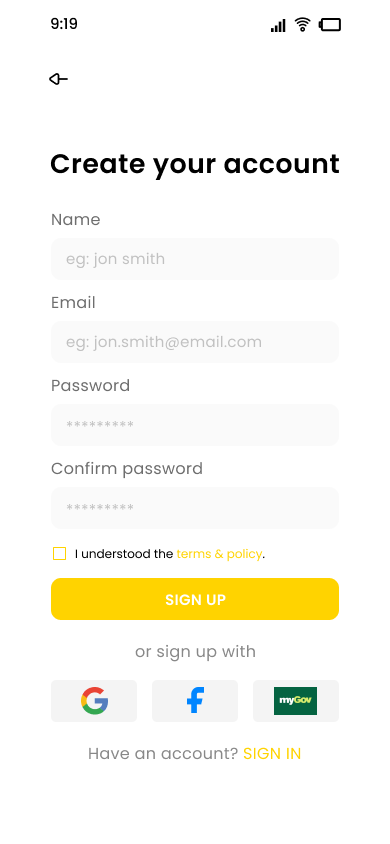 9:19
Create your account
Name
eg: jon smith
Email
eg: jon.smith@email.com
Password
*********
Confirm password
*********
I understood the terms & policy.
SIGN UP
or sign up with
myGov
Have an account? SIGN IN